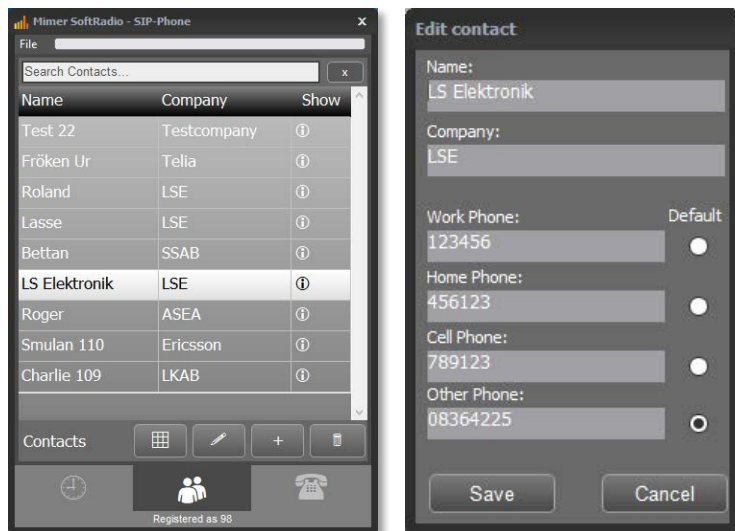 Mimer SoftRadio - SIP-Phone x
File
Search Contacts... x
Name Company Show
Test 22 Testcompany
Fröken Ur Telia
Roland LSE
Lasse LSE
Bettan SSAB
LS Elektronik LSE
Roger ASEA
Smulan 110 Ericsson
Charlie 109 LKAB
Contacts
Registered as 98
Edit contact
Name:
LS Elektronik
Company:
LSE
Work Phone: Default
123456
Home Phone:
456123
Cell Phone:
789123
Other Phone:
08364225
Save Cancel